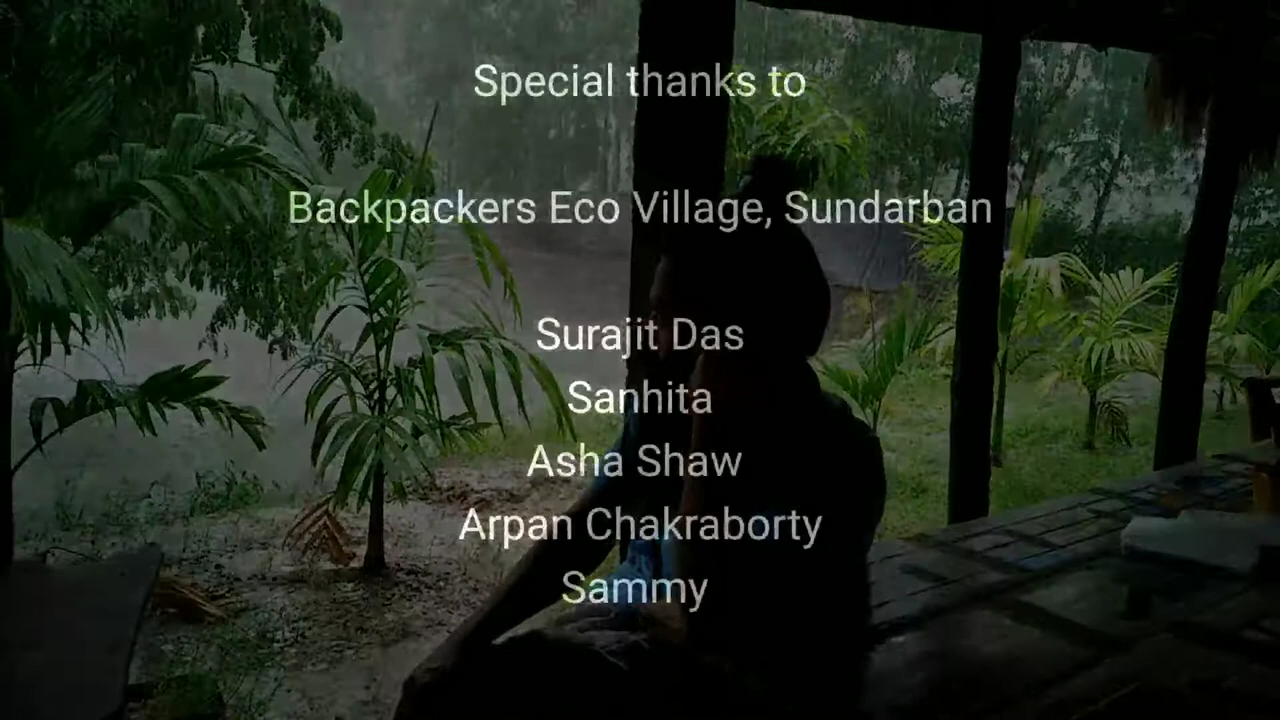 Special thanks to
Backpackers Eco Village, Sundarban
Surajit Das
Sanhita
Asha Shaw
Arpan Chakraborty
Sammy